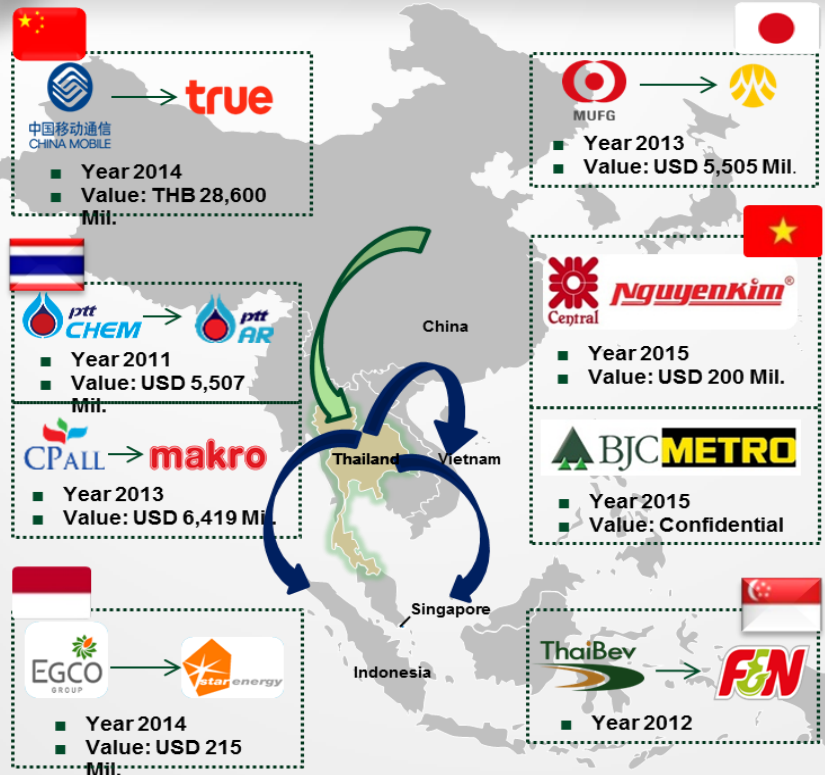 中国移动通信
CHINA MOBILE
true
Year 2014
Value: THB 28,600
Mil.
MUFG
Year 2013
Value: USD 5,505 Mil.
ptt
CHEM
ptt
AR
Year 2011
Value: USD 5,507
Mil.
CPALL
makro
Year 2013
Value: USD 6,419 Mil.
Central
NguyenKim®
Year 2015
Value: USD 200 Mil.
BJC METRO
Year 2015
Value: Confidential
China
Thailand
Vietnam
Singapore
Indonesia
EGCO
GROUP
star energy
Year 2014
Value: USD 215
Mil.
ThaiBev
F&N
Year 2012